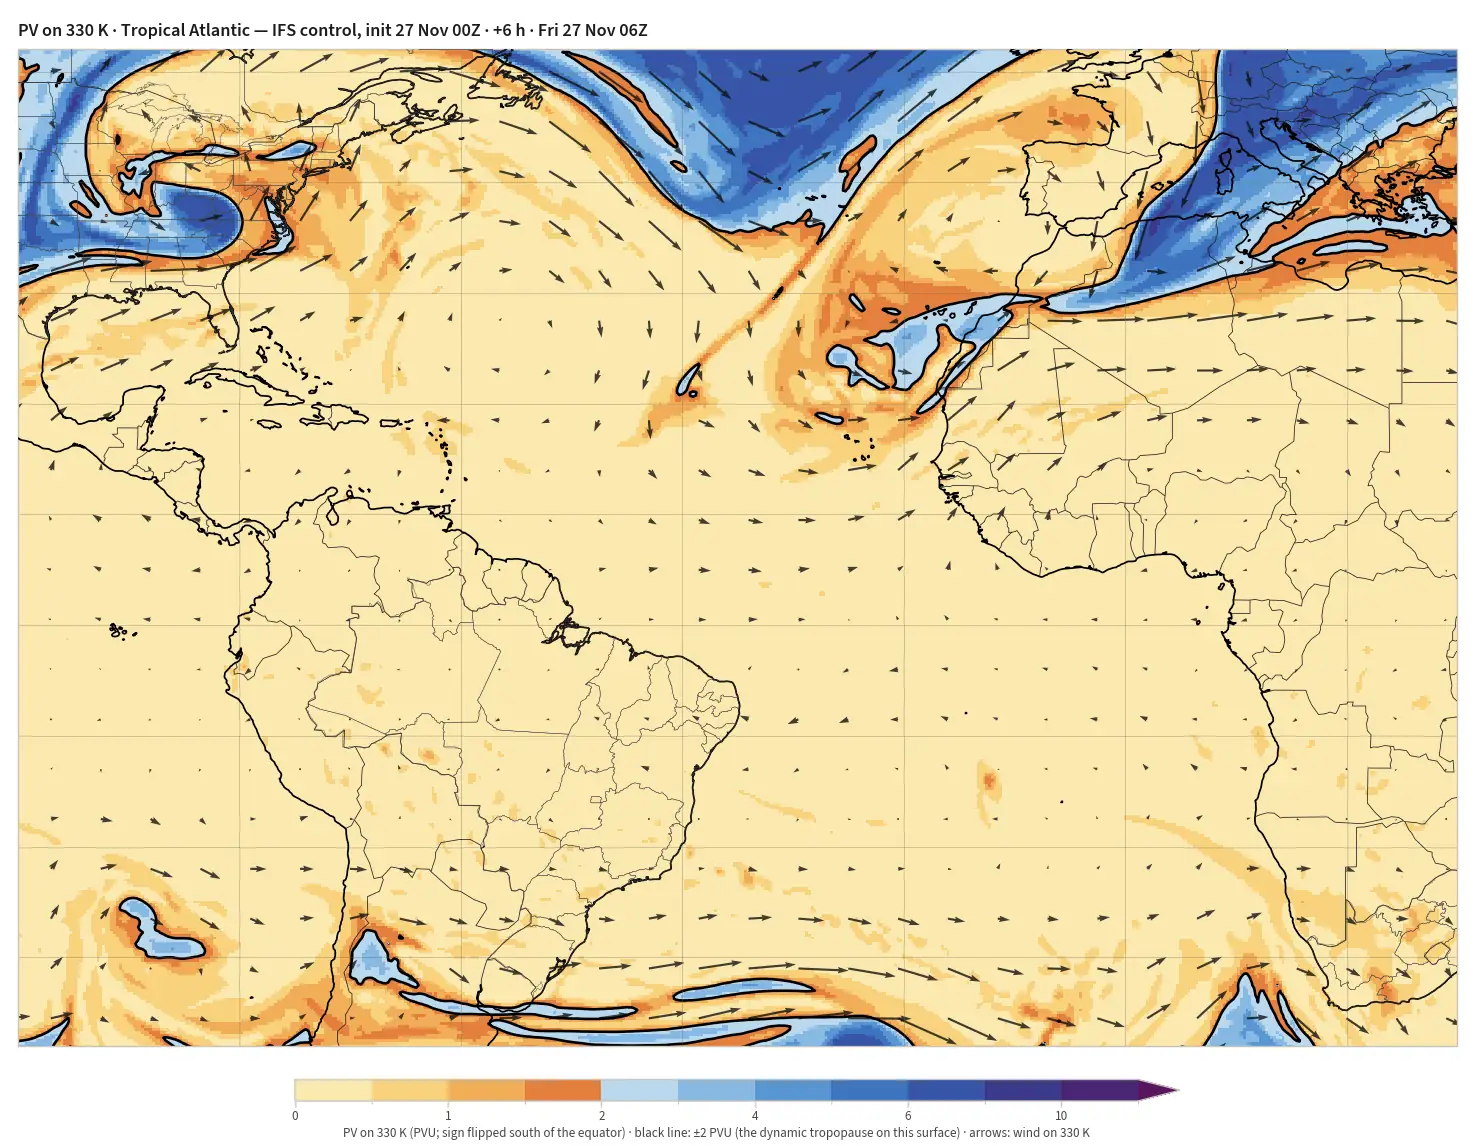 PV on 330 K · Tropical Atlantic — IFS control, init 27 Nov 00Z · +6 h · Fri 27 Nov 06Z
0 1 2 4 6 10
PV on 330 K (PVU; sign flipped south of the equator) · black line: ±2 PVU (the dynamic tropopause on this surface) · arrows: wind on 330 K